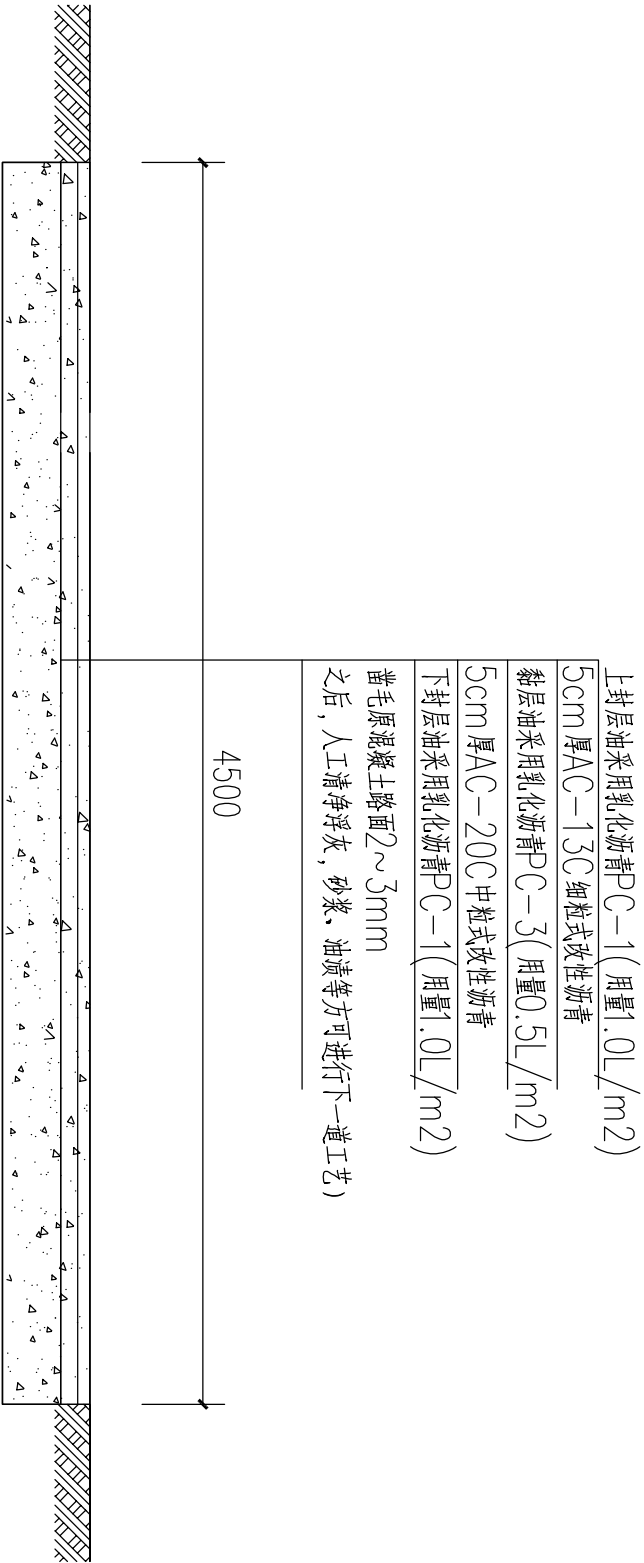 上封层油采用乳化沥青PC-1(用量1.0L/m2)
5cm厚AC-13C细粒式改性沥青
黏层油采用乳化沥青PC-3(用量0.5L/m2)
5cm厚AC-20C中粒式改性沥青
下封层油采用乳化沥青PC-1(用量1.0L/m2)
凿毛原混凝土路面2~3mm
之后，人工清净浮灰，砂浆、油渍等方可进行下一道工艺)
4500